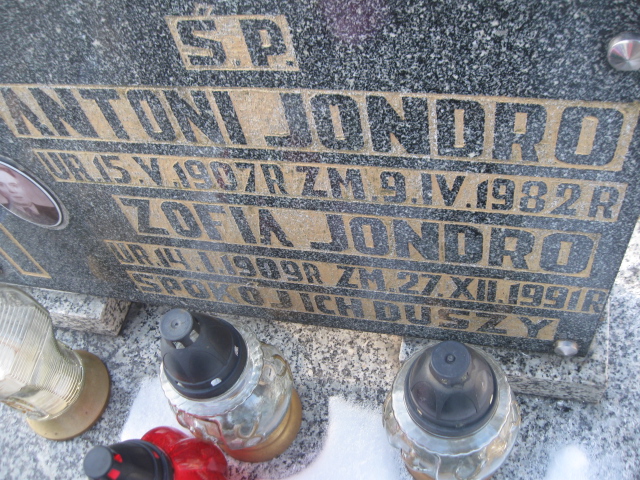 Ś.P.
ANTONI JONDRO
UR.15.V.1907R ZM.9.IV.1982R
ZOFIA JONDRO
UR.14.I.1909R ZM.27.XII.1991R
SPOKÓJ ICH DUSZY